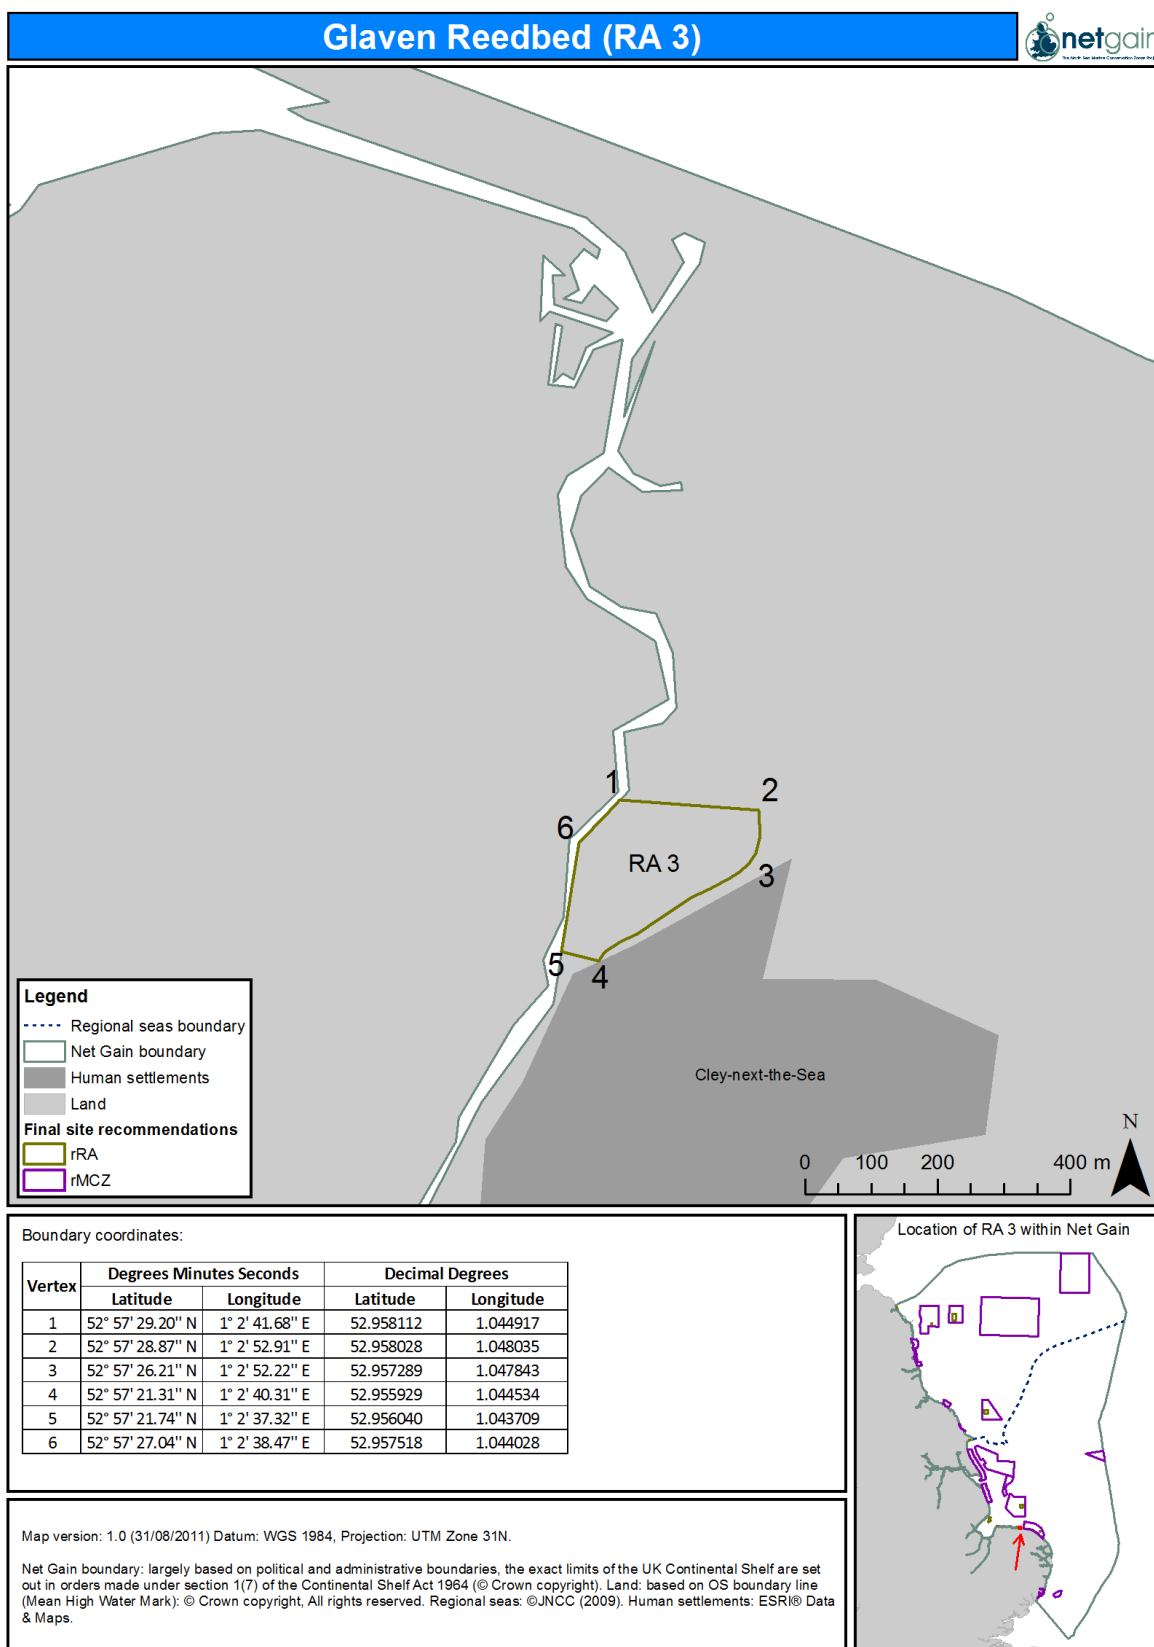 Glaven Reedbed (RA 3)
netgain
The North Sea Marine Conservation Zones Proj
1
2
6
RA 3
3
5
4
Cley-next-the-Sea
Legend
Regional seas boundary
Net Gain boundary
Human settlements
Land
Final site recommendations
rRA
rMCZ
N
0 100 200 400 m
Boundary coordinates:
Vertex Degrees Minutes Seconds Decimal Degrees
Latitude Longitude Latitude Longitude
1 52° 57' 29.20'' N 1° 2' 41.68'' E 52.958112 1.044917
2 52° 57' 28.87'' N 1° 2' 52.91'' E 52.958028 1.048035
3 52° 57' 26.21'' N 1° 2' 52.22'' E 52.957289 1.047843
4 52° 57' 21.31'' N 1° 2' 40.31'' E 52.955929 1.044534
5 52° 57' 21.74'' N 1° 2' 37.32'' E 52.956040 1.043709
6 52° 57' 27.04'' N 1° 2' 38.47'' E 52.957518 1.044028
Location of RA 3 within Net Gain
Map version: 1.0 (31/08/2011) Datum: WGS 1984, Projection: UTM Zone 31N.
Net Gain boundary: largely based on political and administrative boundaries, the exact limits of the UK Continental Shelf are set
out in orders made under section 1(7) of the Continental Shelf Act 1964 (© Crown copyright). Land: based on OS boundary line
(Mean High Water Mark): © Crown copyright, All rights reserved. Regional seas: ©JNCC (2009). Human settlements: ESRI® Data
& Maps.